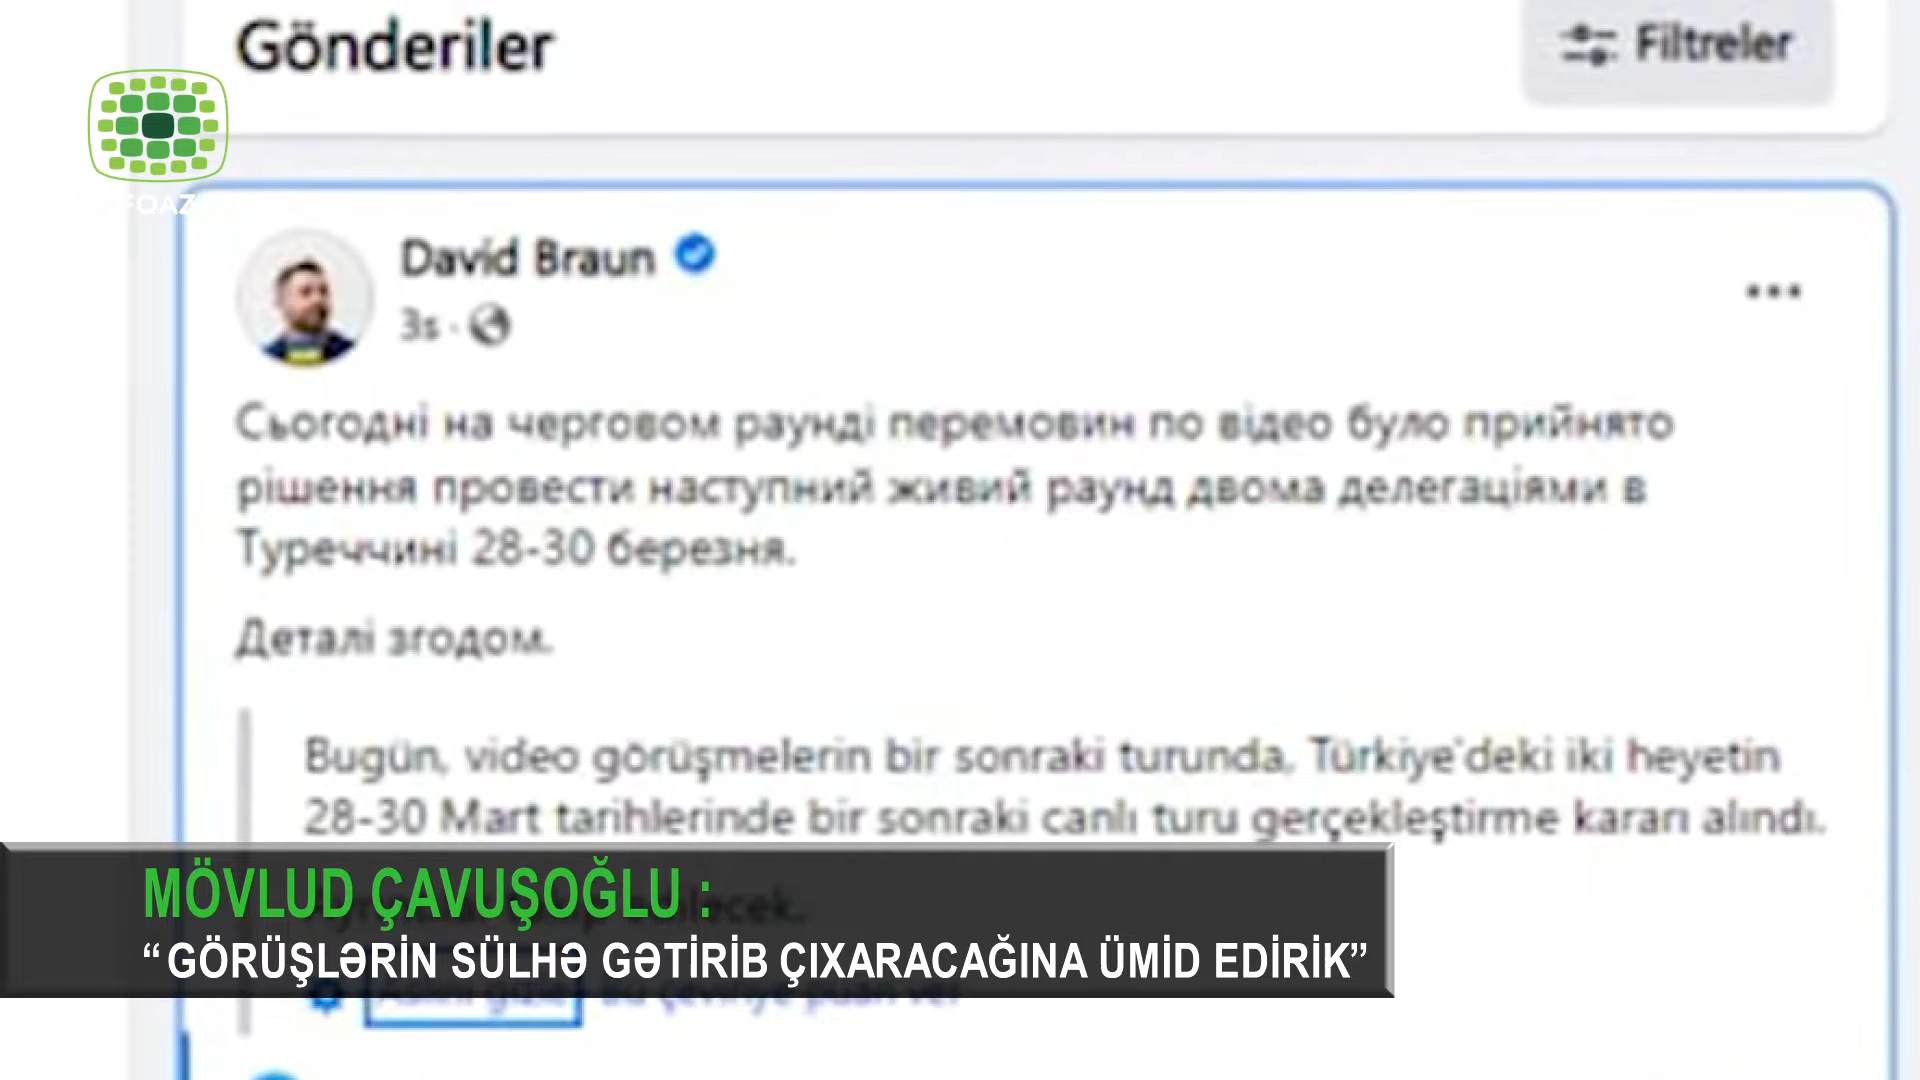 Gönderiler
Filtreler
FQAZ
David Braun
3s
Сьогодні на черговом раунді перемовин по відео було прийнято
рішення провести наступний живий раунд двома делегаціями в
Туреччині 28-30 березня.
Деталі згодом.
Bugün, video görüşmelerin bir sonraki turunda, Türkiye'deki iki heyetin
28-30 Mart tarihlerinde bir sonraki canlı turu gerçekleştirme kararı alındı.
MÖVLUD ÇAVUŞOĞLU :
“GÖRÜŞLƏRİN SÜLHƏ GƏTİRİB ÇIXARACAĞINA ÜMİD EDİRİK”